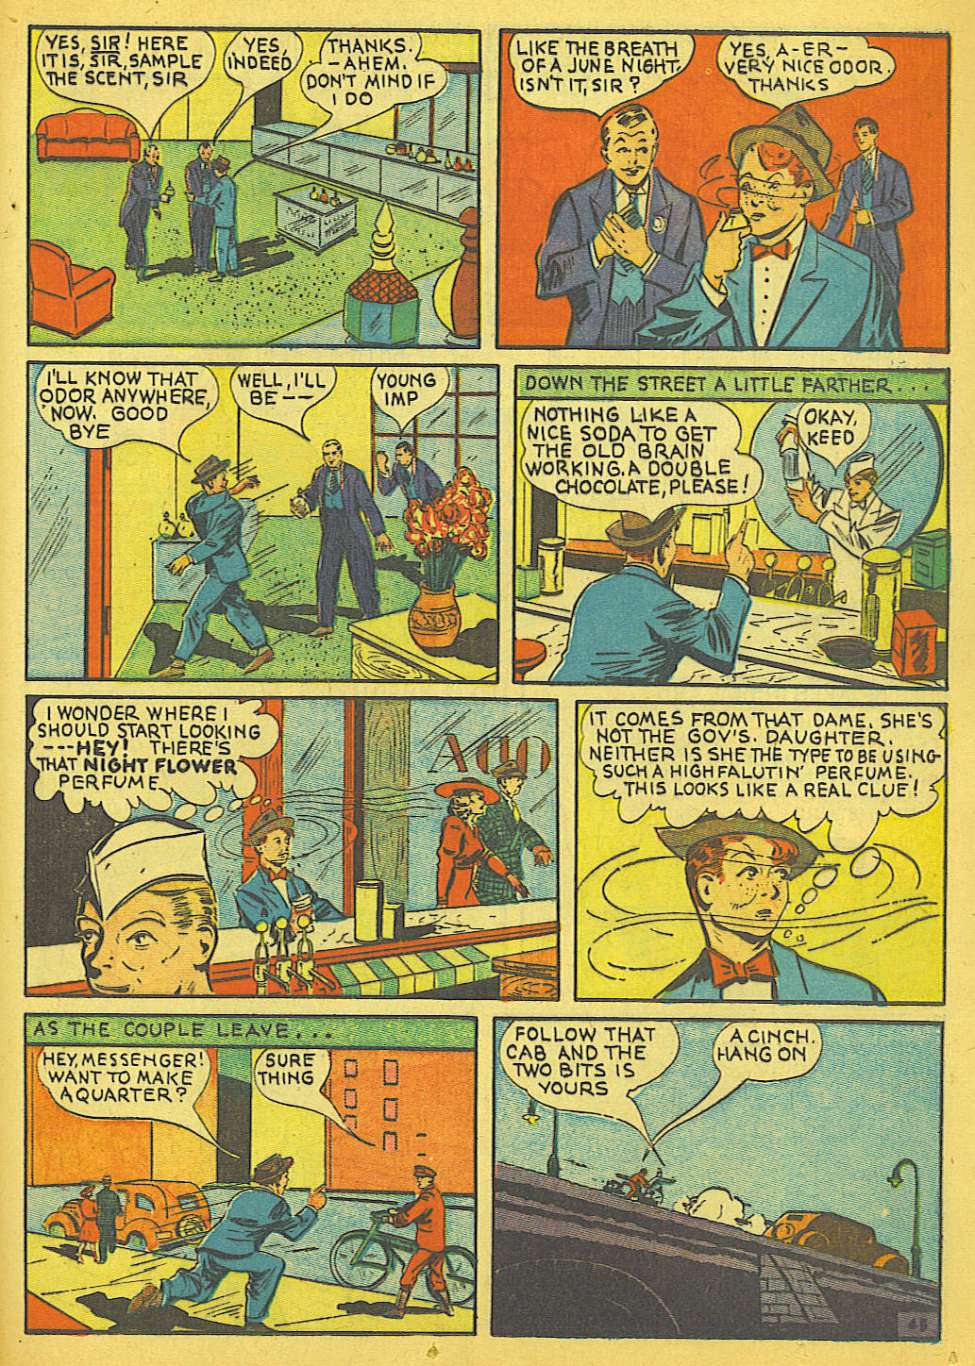 YES, SIR! HERE
IT IS, SIR, SAMPLE
THE SCENT, SIR
YES,
INDEED
THANKS.
-AHEM.
DON'T MIND IF
I DO
LIKE THE BREATH
OF A JUNE NIGHT.
ISN'T IT, SIR?
YES, A-ER-
VERY NICE ODOR.
THANKS
I'LL KNOW THAT
ODOR ANYWHERE,
NOW. GOOD
BYE
WELL, I'LL
BE --
YOUNG
IMP
DOWN THE STREET A LITTLE FARTHER...
NOTHING LIKE A
NICE SODA TO GET
THE OLD BRAIN
WORKING. A DOUBLE
CHOCOLATE, PLEASE!
OKAY,
KEED
I WONDER WHERE I
SHOULD START LOOKING
---HEY! THERE'S
THAT NIGHT FLOWER
PERFUME
IT COMES FROM THAT DAME. SHE'S
NOT THE GOV'S. DAUGHTER.
NEITHER IS SHE THE TYPE TO BE USING
SUCH A HIGHFALUTIN' PERFUME.
THIS LOOKS LIKE A REAL CLUE!
AS THE COUPLE LEAVE...
HEY, MESSENGER!
WANT TO MAKE
A QUARTER?
SURE
THING
FOLLOW THAT
CAB AND THE
TWO BITS IS
YOURS
A CINCH.
HANG ON